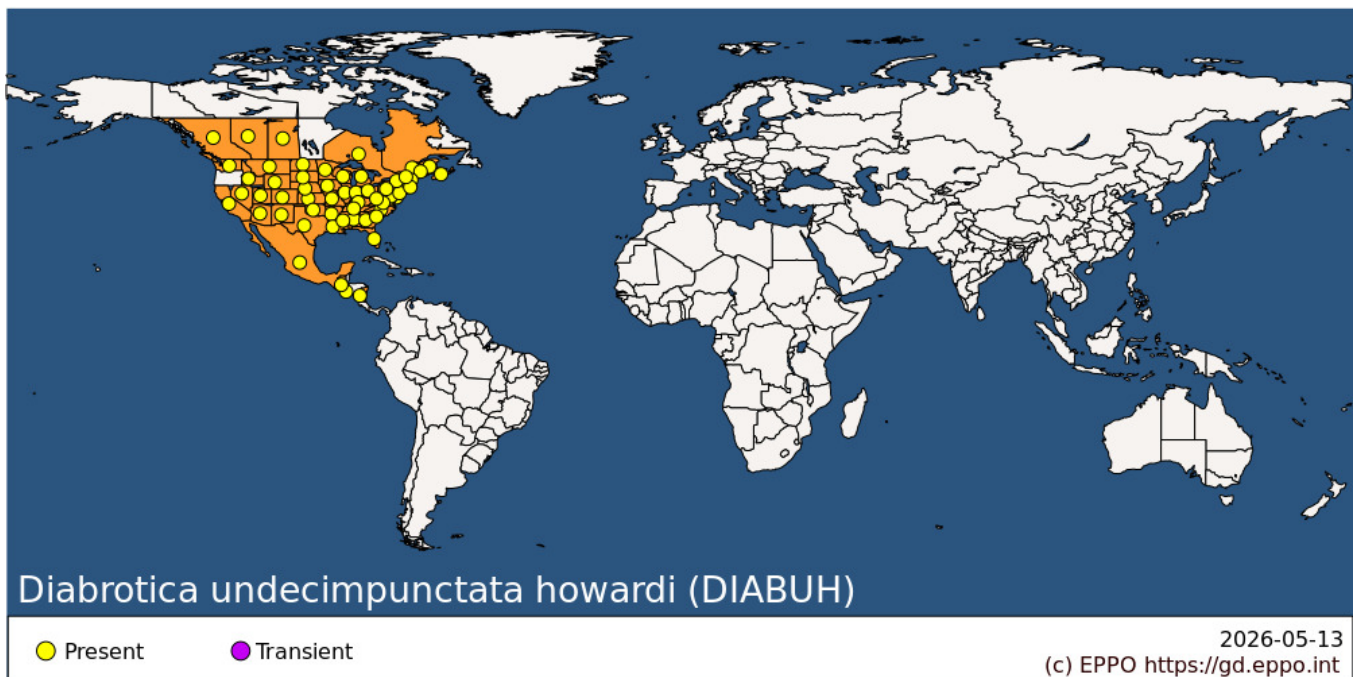 Diabrotica undecimpunctata howardi (DIABUH)
Present
Transient
2026-05-13
(c) EPPO https://gd.eppo.int